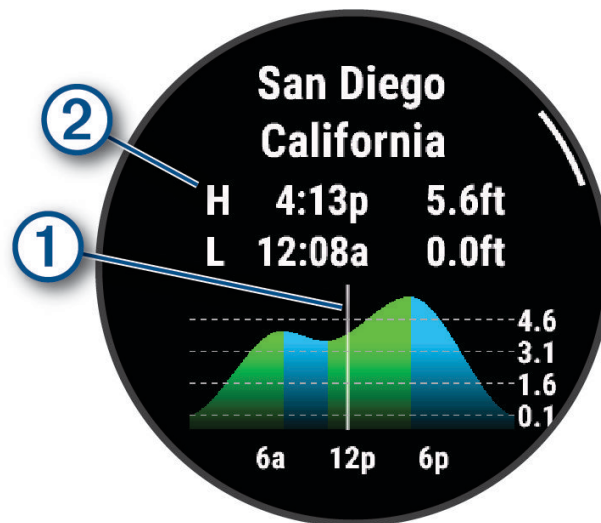 San Diego
California
2
H 4:13p 5.6ft
L 12:08a 0.0ft
1
4.6
3.1
1.6
0.1
6a 12p 6p